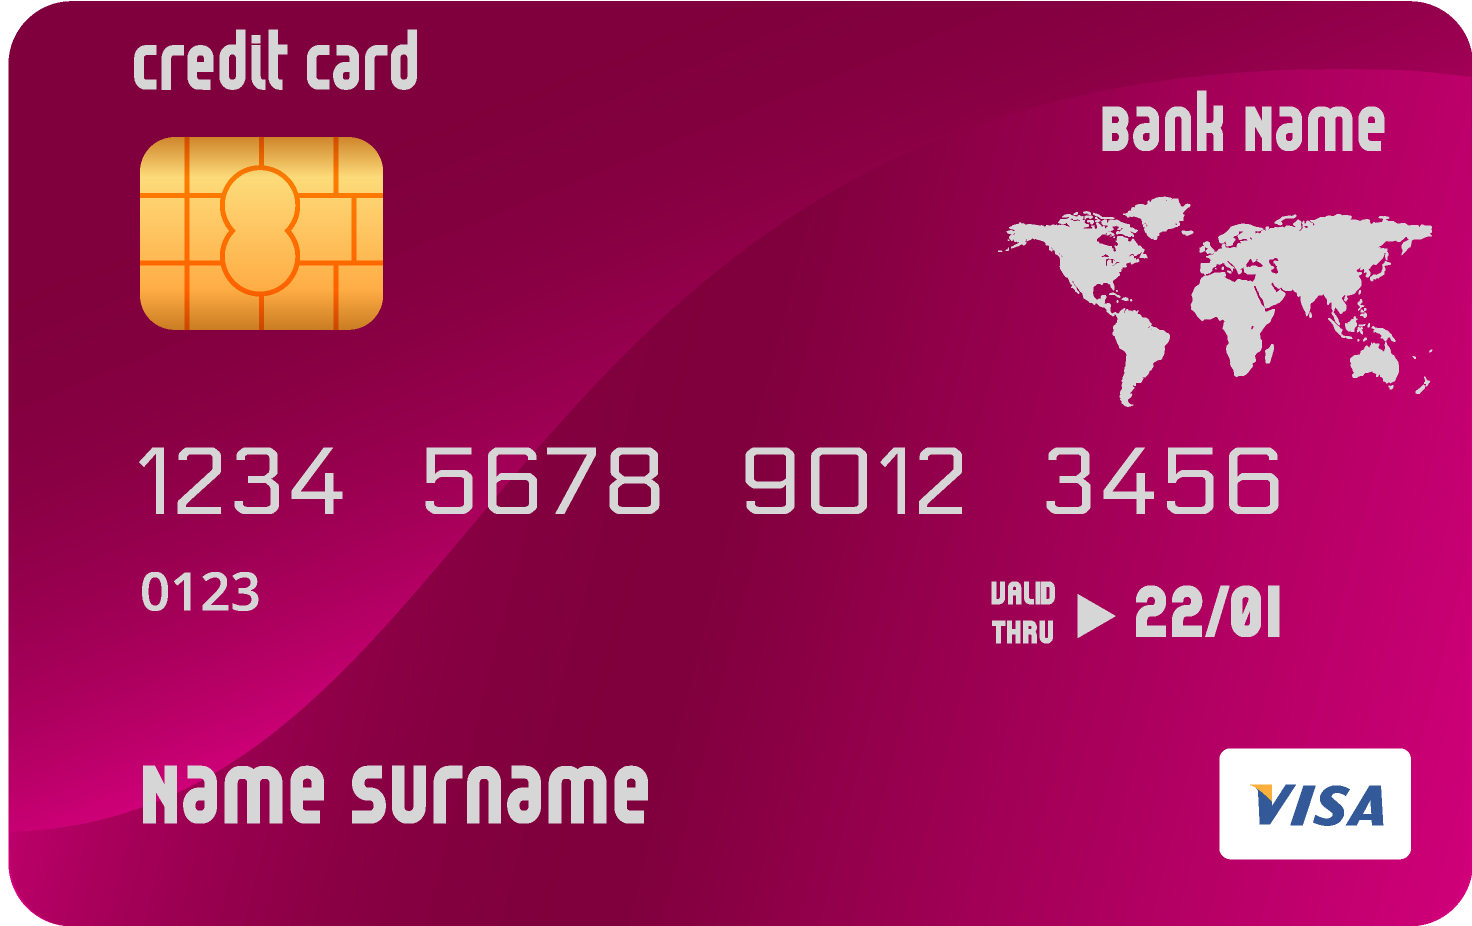 credit card
Bank Name
1234 5678 9012 3456
0123
VALID
THRU
22/01
Name Surname
VISA